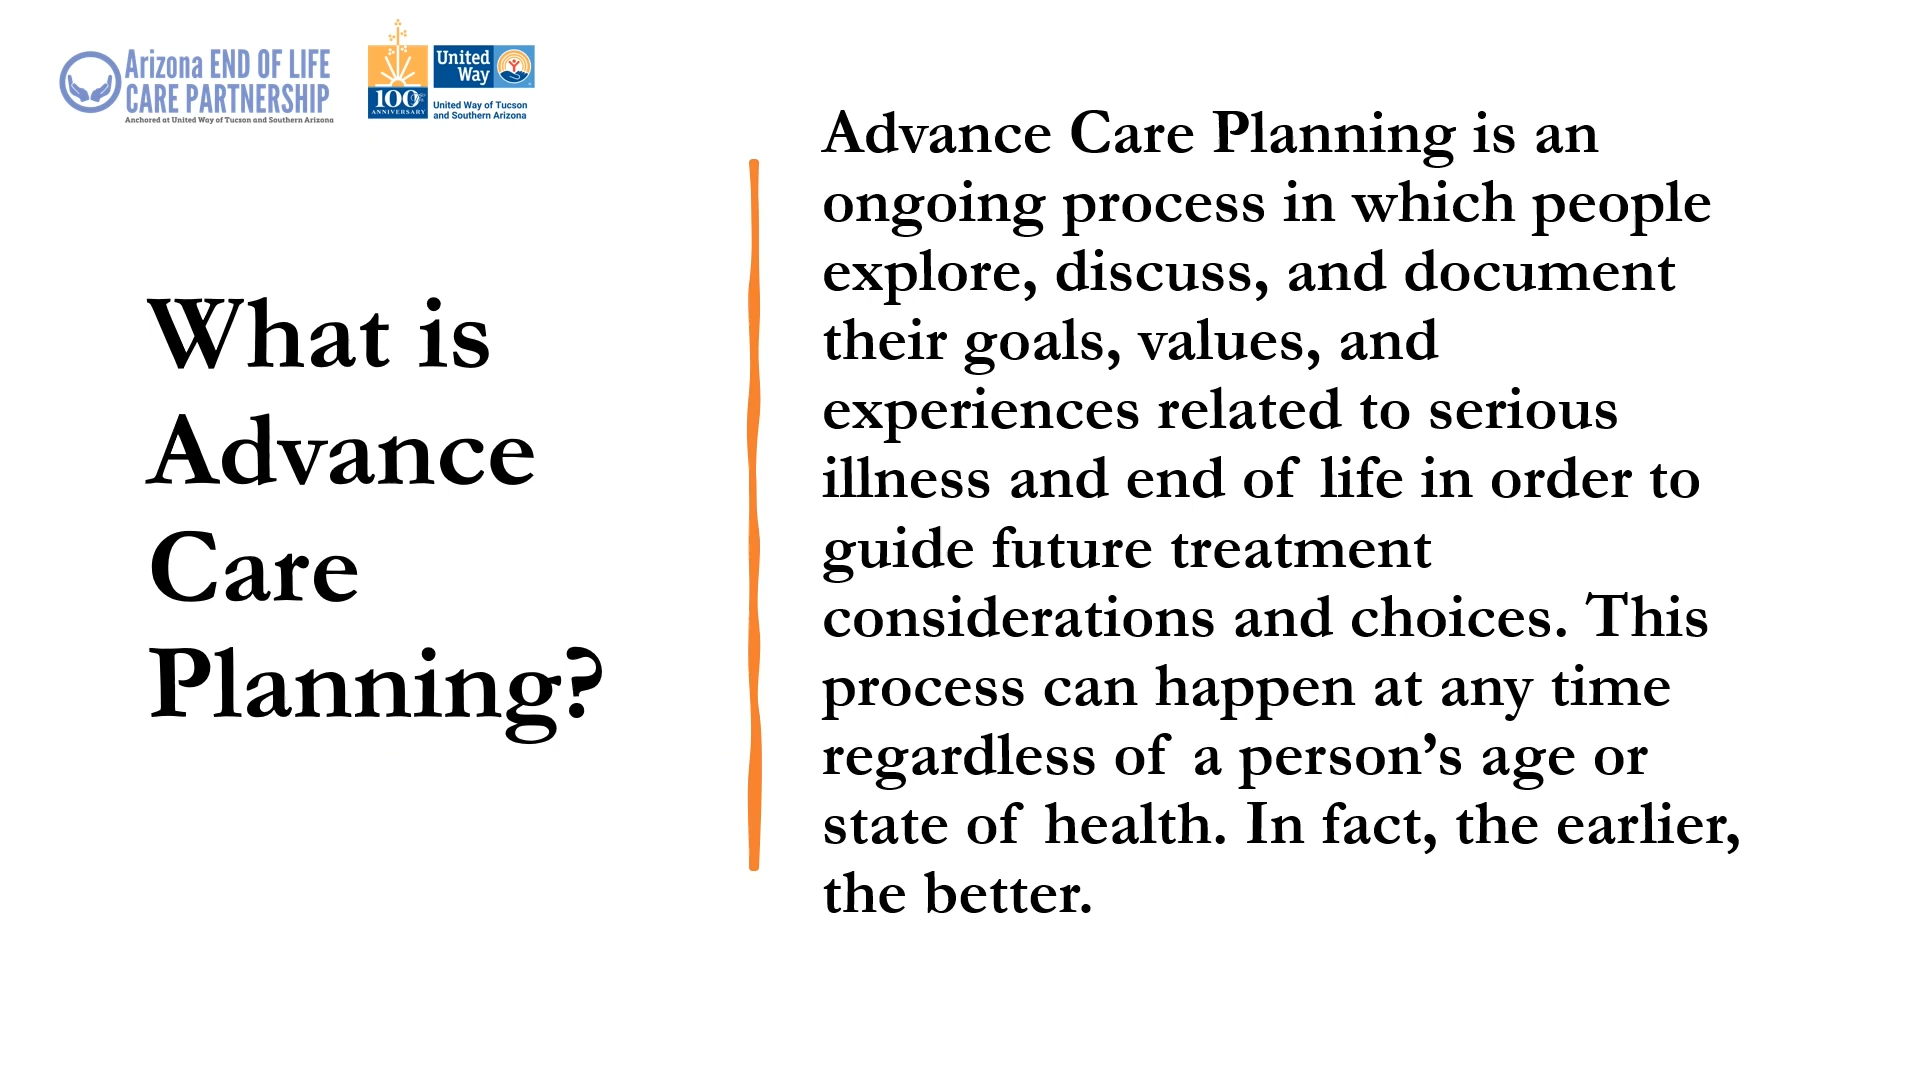 Arizona END OF LIFE
CARE PARTNERSHIP
Anchored at United Way of Tucson and Southern Arizona
100
ANNIVERSARY
United
Way
United Way of Tucson
and Southern Arizona
What is
Advance
Care
Planning?
Advance Care Planning is an
ongoing process in which people
explore, discuss, and document
their goals, values, and
experiences related to serious
illness and end of life in order to
guide future treatment
considerations and choices. This
process can happen at any time
regardless of a person’s age or
state of health. In fact, the earlier,
the better.